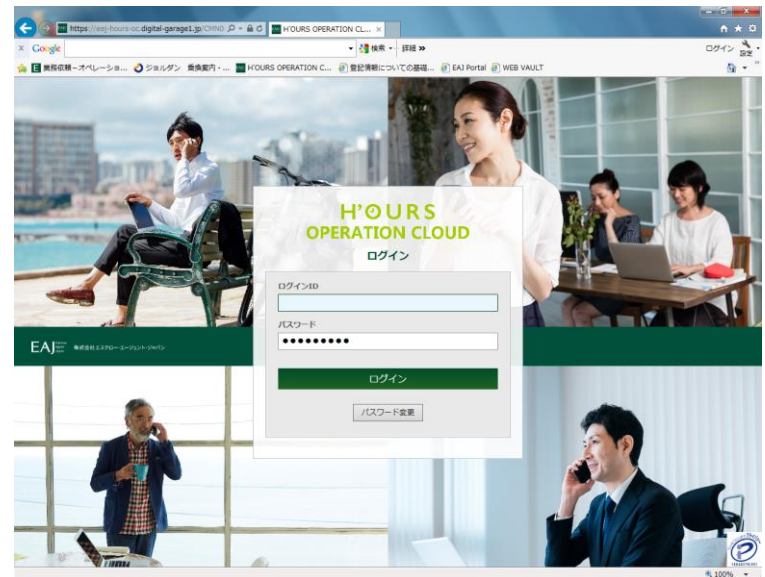 https://eaj-hours-oc.digital-garage1.jp/CMN0
H'OURS OPERATION CL...
Google
検索
詳細 »
ログイン
設定
業務依頼-オペレーショ...
ジョルダン 乗換案内・...
H'OURS OPERATION C...
登記情報についての基礎...
EAJ Portal
WEB VAULT
H'OURS
OPERATION CLOUD
ログイン
ログインID
パスワード
●●●●●●●●●
EAJ
株式会社エスクロー・エージェント・ジャパン
ログイン
パスワード変更
100%